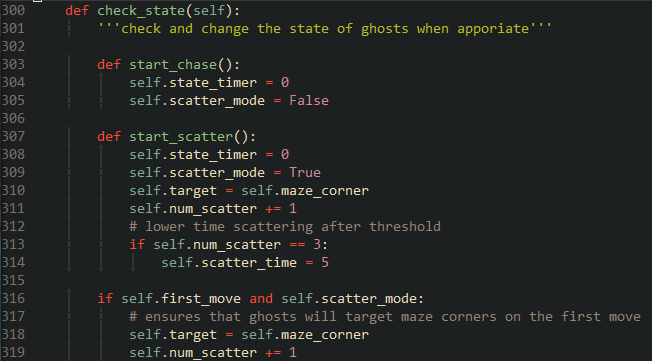 300 def check_state(self):
301 '''check and change the state of ghosts when apporiate'''
302
303 def start_chase():
304 self.state_timer = 0
305 self.scatter_mode = False
306
307 def start_scatter():
308 self.state_timer = 0
309 self.scatter_mode = True
310 self.target = self.maze_corner
311 self.num_scatter += 1
312 # lower time scattering after threshold
313 if self.num_scatter == 3:
314 self.scatter_time = 5
315
316 if self.first_move and self.scatter_mode:
317 # ensures that ghosts will target maze corners on the first move
318 self.target = self.maze_corner
319 self.num_scatter += 1